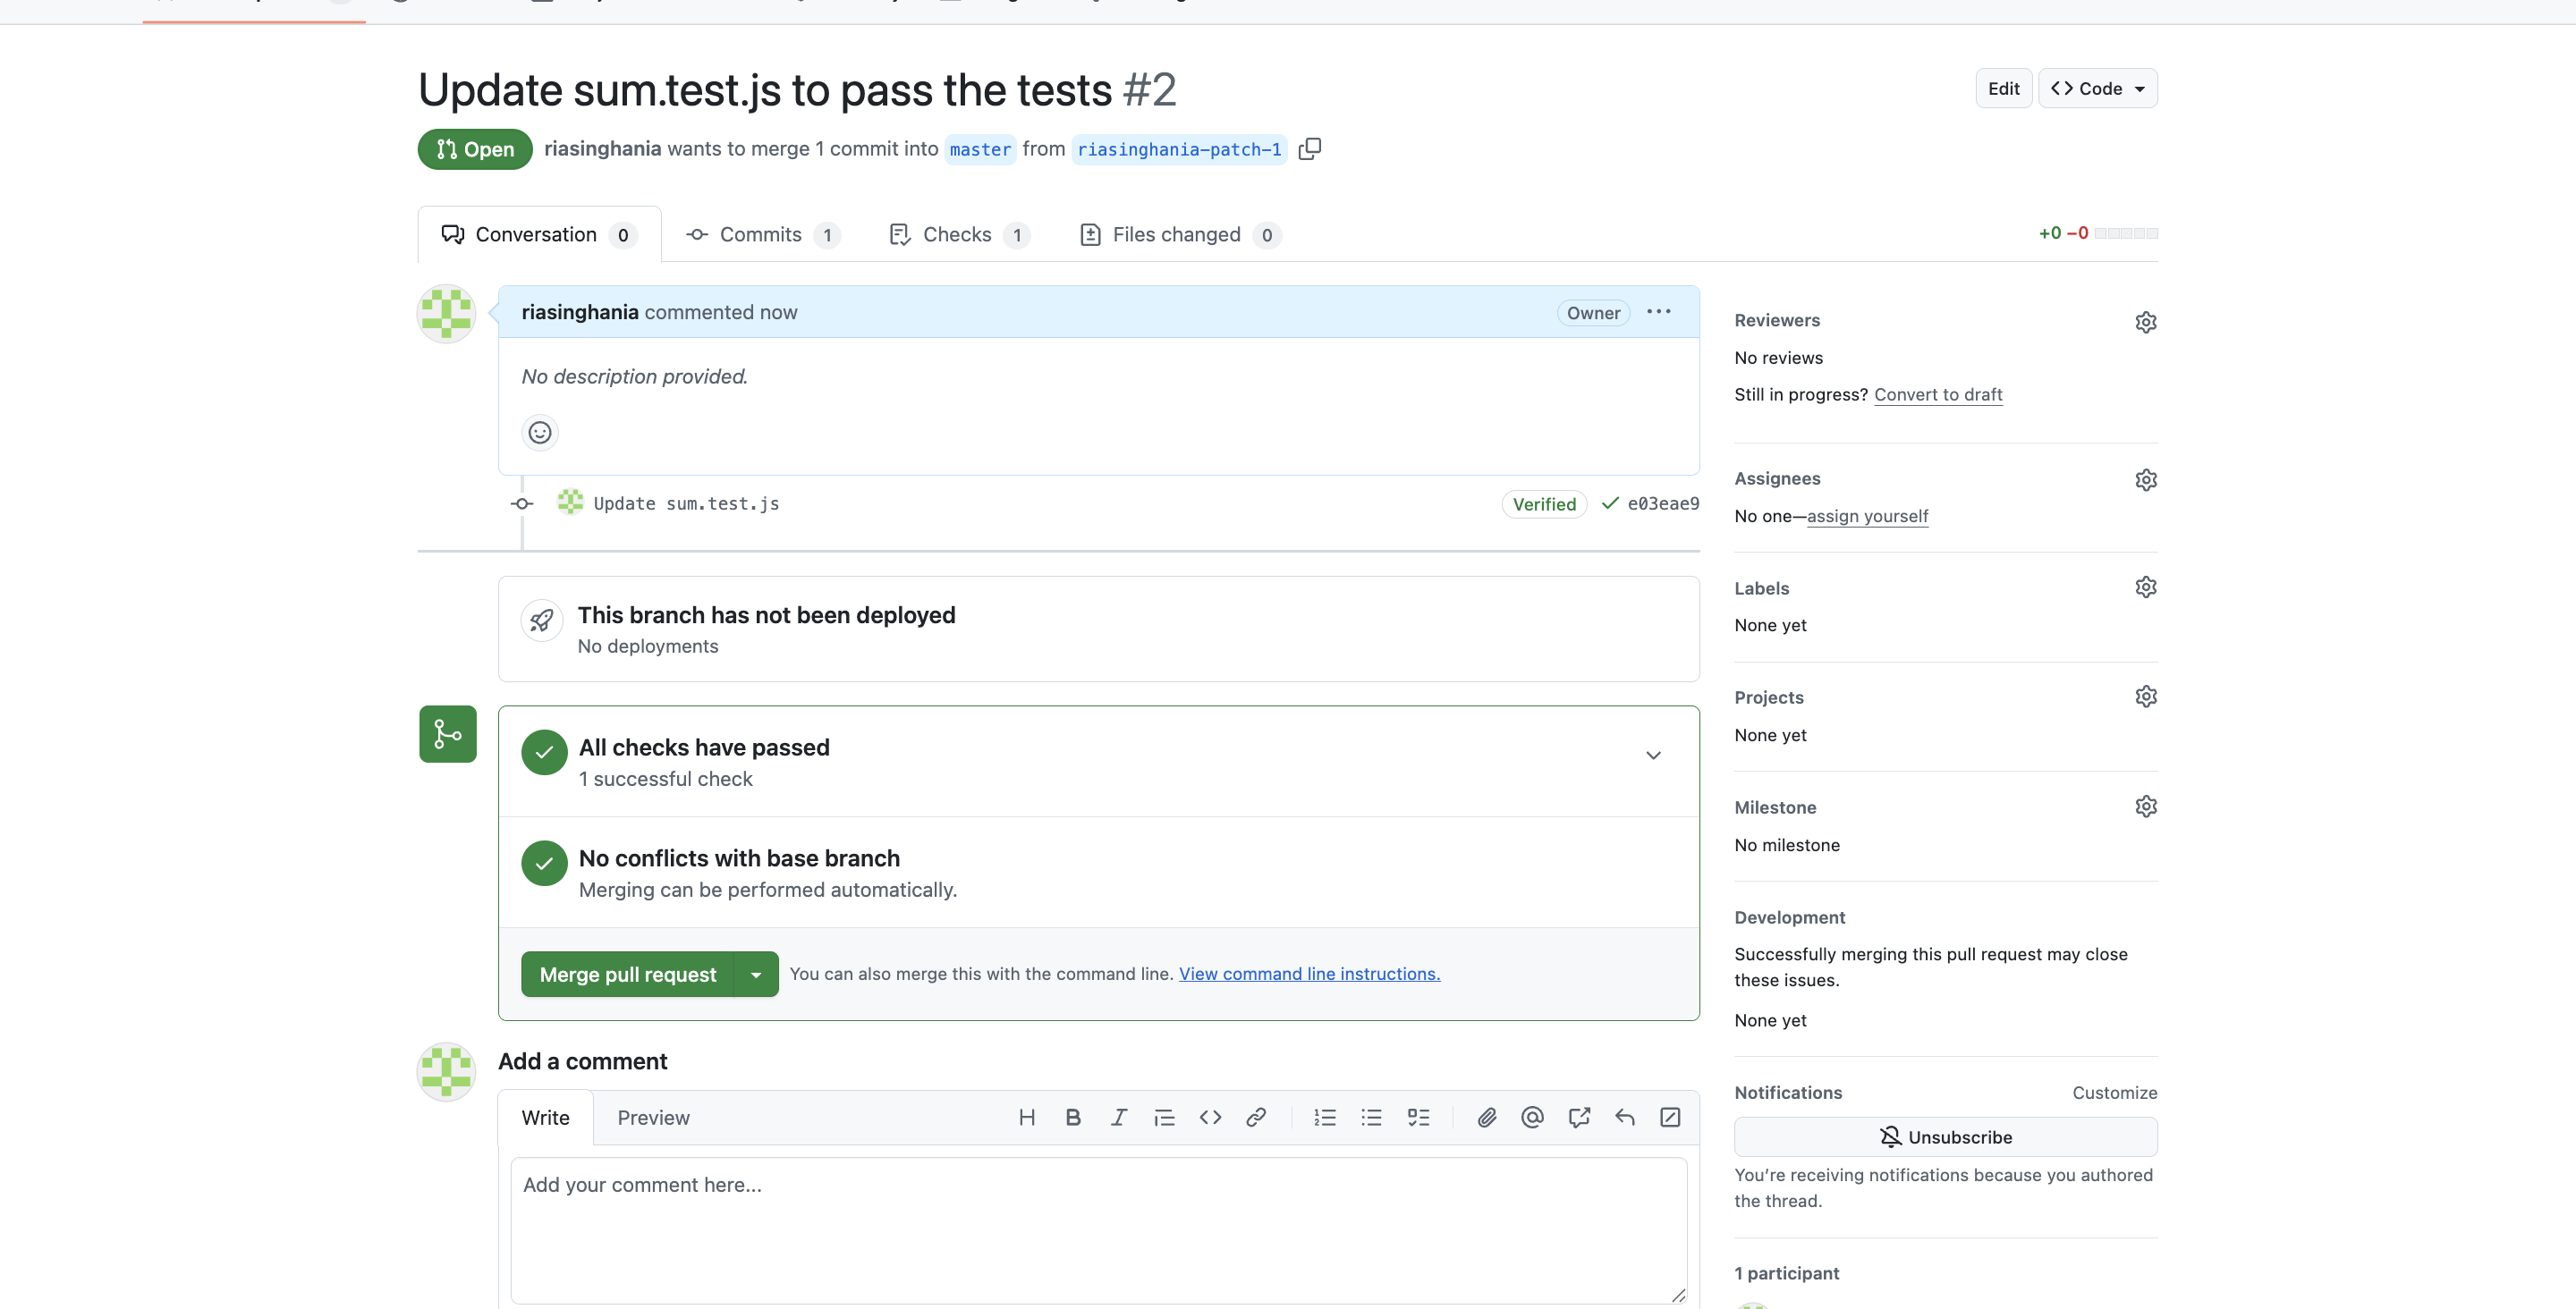 Update sum.test.js to pass the tests #2
Edit
Code
Open
riasinghania wants to merge 1 commit into master from riasinghania-patch-1
Conversation 0
Commits 1
Checks 1
Files changed 0
+0 −0
riasinghania commented now
Owner
No description provided.
Update sum.test.js
Verified
e03eae9
This branch has not been deployed
No deployments
All checks have passed
1 successful check
No conflicts with base branch
Merging can be performed automatically.
Merge pull request
You can also merge this with the command line. View command line instructions.
Add a comment
Write
Preview
Add your comment here...
Reviewers
No reviews
Still in progress? Convert to draft
Assignees
No one—assign yourself
Labels
None yet
Projects
None yet
Milestone
No milestone
Development
Successfully merging this pull request may close
these issues.
None yet
Notifications
Customize
Unsubscribe
You’re receiving notifications because you authored
the thread.
1 participant